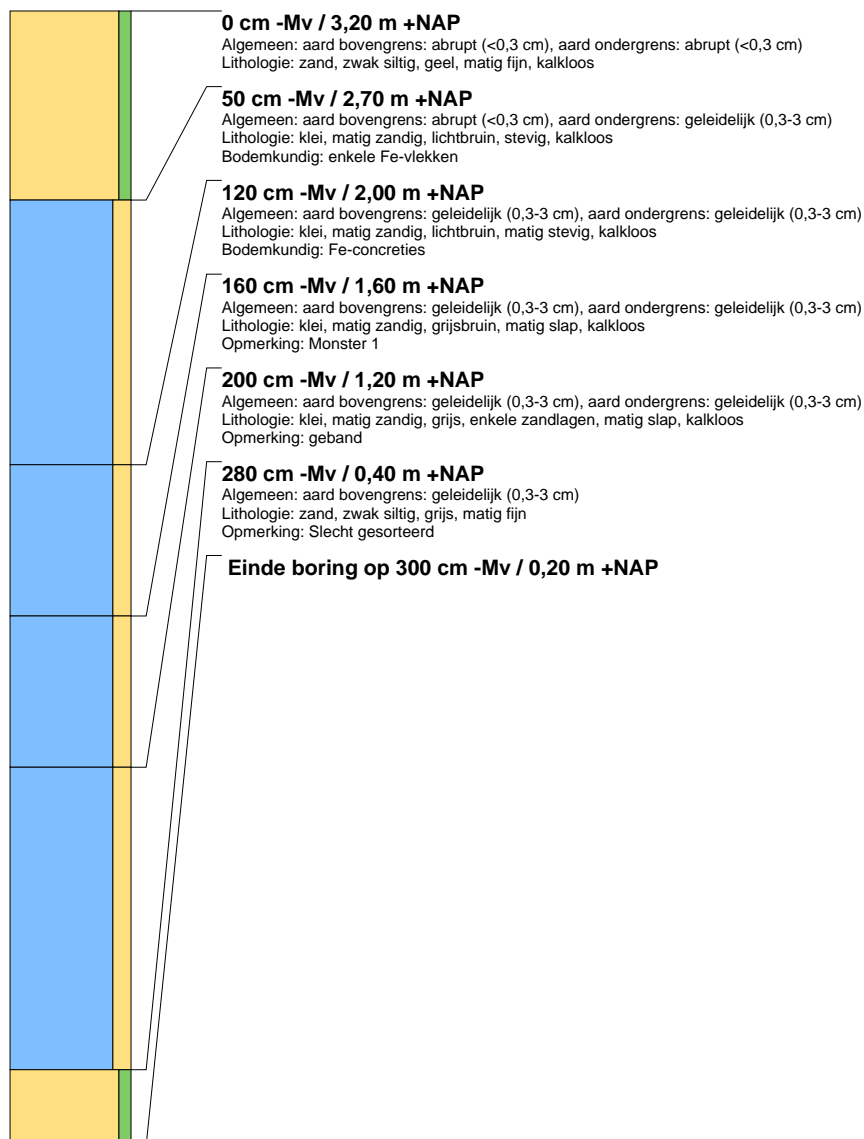 0 cm -Mv / 3,20 m +NAP
Algemeen: aard bovengrens: abrupt (<0,3 cm), aard ondergrens: abrupt (<0,3 cm)
Lithologie: zand, zwak siltig, geel, matig fijn, kalkloos
50 cm -Mv / 2,70 m +NAP
Algemeen: aard bovengrens: abrupt (<0,3 cm), aard ondergrens: geleidelijk (0,3-3 cm)
Lithologie: klei, matig zandig, lichtbruin, stevig, kalkloos
Bodemkundig: enkele Fe-vlekken
120 cm -Mv / 2,00 m +NAP
Algemeen: aard bovengrens: geleidelijk (0,3-3 cm), aard ondergrens: geleidelijk (0,3-3 cm)
Lithologie: klei, matig zandig, lichtbruin, matig stevig, kalkloos
Bodemkundig: Fe-concreties
160 cm -Mv / 1,60 m +NAP
Algemeen: aard bovengrens: geleidelijk (0,3-3 cm), aard ondergrens: geleidelijk (0,3-3 cm)
Lithologie: klei, matig zandig, grijsbruin, matig slap, kalkloos
Opmerking: Monster 1
200 cm -Mv / 1,20 m +NAP
Algemeen: aard bovengrens: geleidelijk (0,3-3 cm), aard ondergrens: geleidelijk (0,3-3 cm)
Lithologie: klei, matig zandig, grijs, enkele zandlagen, matig slap, kalkloos
Opmerking: geband
280 cm -Mv / 0,40 m +NAP
Algemeen: aard bovengrens: geleidelijk (0,3-3 cm)
Lithologie: zand, zwak siltig, grijs, matig fijn
Opmerking: Slecht gesorteerd
Einde boring op 300 cm -Mv / 0,20 m +NAP